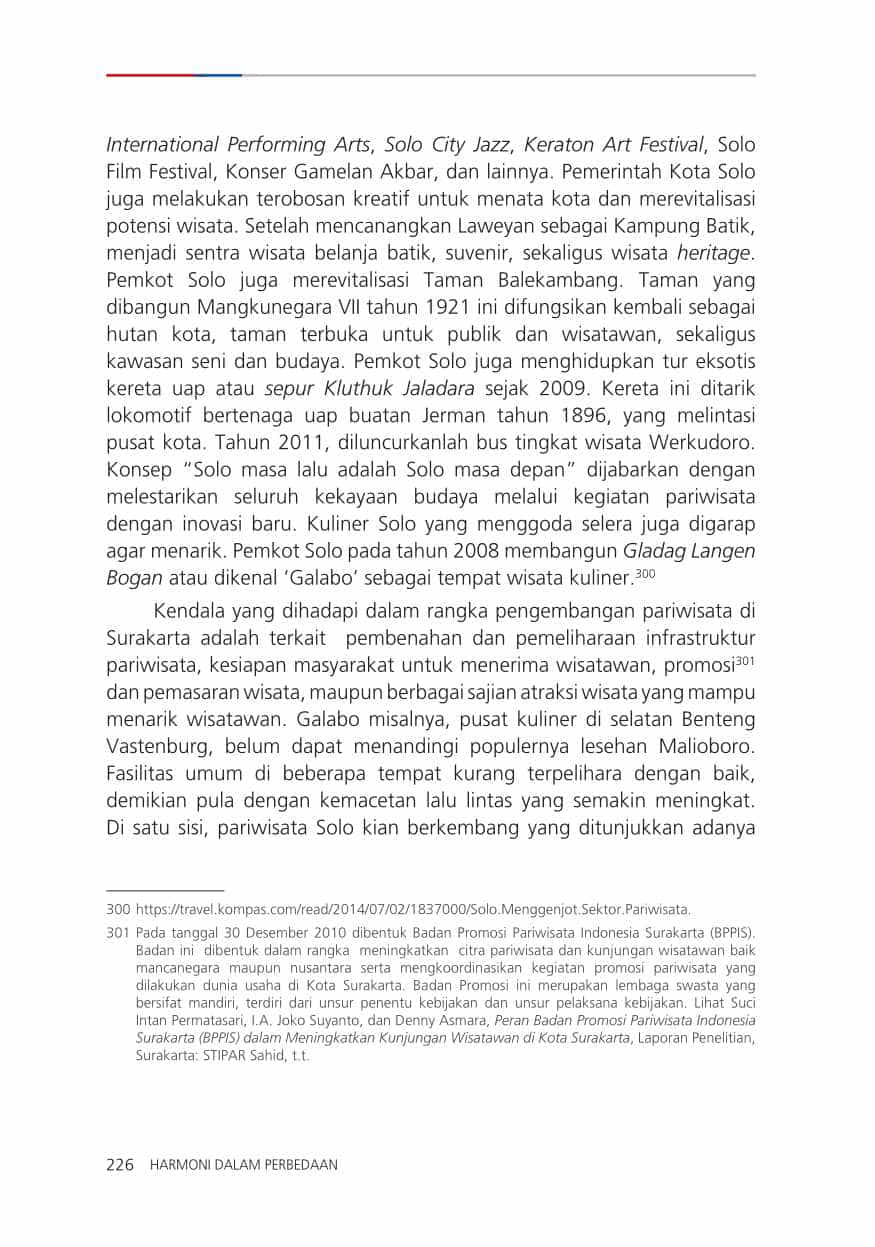 International Performing Arts, Solo City Jazz, Keraton Art Festival, Solo
Film Festival, Konser Gamelan Akbar, dan lainnya. Pemerintah Kota Solo
juga melakukan terobosan kreatif untuk menata kota dan merevitalisasi
potensi wisata. Setelah mencanangkan Laweyan sebagai Kampung Batik,
menjadi sentra wisata belanja batik, suvenir, sekaligus wisata heritage.
Pemkot Solo juga merevitalisasi Taman Balekambang. Taman yang
dibangun Mangkunegara VII tahun 1921 ini difungsikan kembali sebagai
hutan kota, taman terbuka untuk publik dan wisatawan, sekaligus
kawasan seni dan budaya. Pemkot Solo juga menghidupkan tur eksotis
kereta uap atau sepur Kluthuk Jaladara sejak 2009. Kereta ini ditarik
lokomotif bertenaga uap buatan Jerman tahun 1896, yang melintasi
pusat kota. Tahun 2011, diluncurkanlah bus tingkat wisata Werkudoro.
Konsep “Solo masa lalu adalah Solo masa depan” dijabarkan dengan
melestarikan seluruh kekayaan budaya melalui kegiatan pariwisata
dengan inovasi baru. Kuliner Solo yang menggoda selera juga digarap
agar menarik. Pemkot Solo pada tahun 2008 membangun Gladag Langen
Bogan atau dikenal ‘Galabo’ sebagai tempat wisata kuliner.300
Kendala yang dihadapi dalam rangka pengembangan pariwisata di
Surakarta adalah terkait pembenahan dan pemeliharaan infrastruktur
pariwisata, kesiapan masyarakat untuk menerima wisatawan, promosi301
dan pemasaran wisata, maupun berbagai sajian atraksi wisata yang mampu
menarik wisatawan. Galabo misalnya, pusat kuliner di selatan Benteng
Vastenburg, belum dapat menandingi populernya lesehan Malioboro.
Fasilitas umum di beberapa tempat kurang terpelihara dengan baik,
demikian pula dengan kemacetan lalu lintas yang semakin meningkat.
Di satu sisi, pariwisata Solo kian berkembang yang ditunjukkan adanya
300 https://travel.kompas.com/read/2014/07/02/1837000/Solo.Menggenjot.Sektor.Pariwisata.
301 Pada tanggal 30 Desember 2010 dibentuk Badan Promosi Pariwisata Indonesia Surakarta (BPPIS).
Badan ini dibentuk dalam rangka meningkatkan citra pariwisata dan kunjungan wisatawan baik
mancanegara maupun nusantara serta mengkoordinasikan kegiatan promosi pariwisata yang
dilakukan dunia usaha di Kota Surakarta. Badan Promosi ini merupakan lembaga swasta yang
bersifat mandiri, terdiri dari unsur penentu kebijakan dan unsur pelaksana kebijakan. Lihat Suci
Intan Permatasari, I.A. Joko Suyanto, dan Denny Asmara, Peran Badan Promosi Pariwisata Indonesia
Surakarta (BPPIS) dalam Meningkatkan Kunjungan Wisatawan di Kota Surakarta, Laporan Penelitian,
Surakarta: STIPAR Sahid, t.t.
226 HARMONI DALAM PERBEDAAN